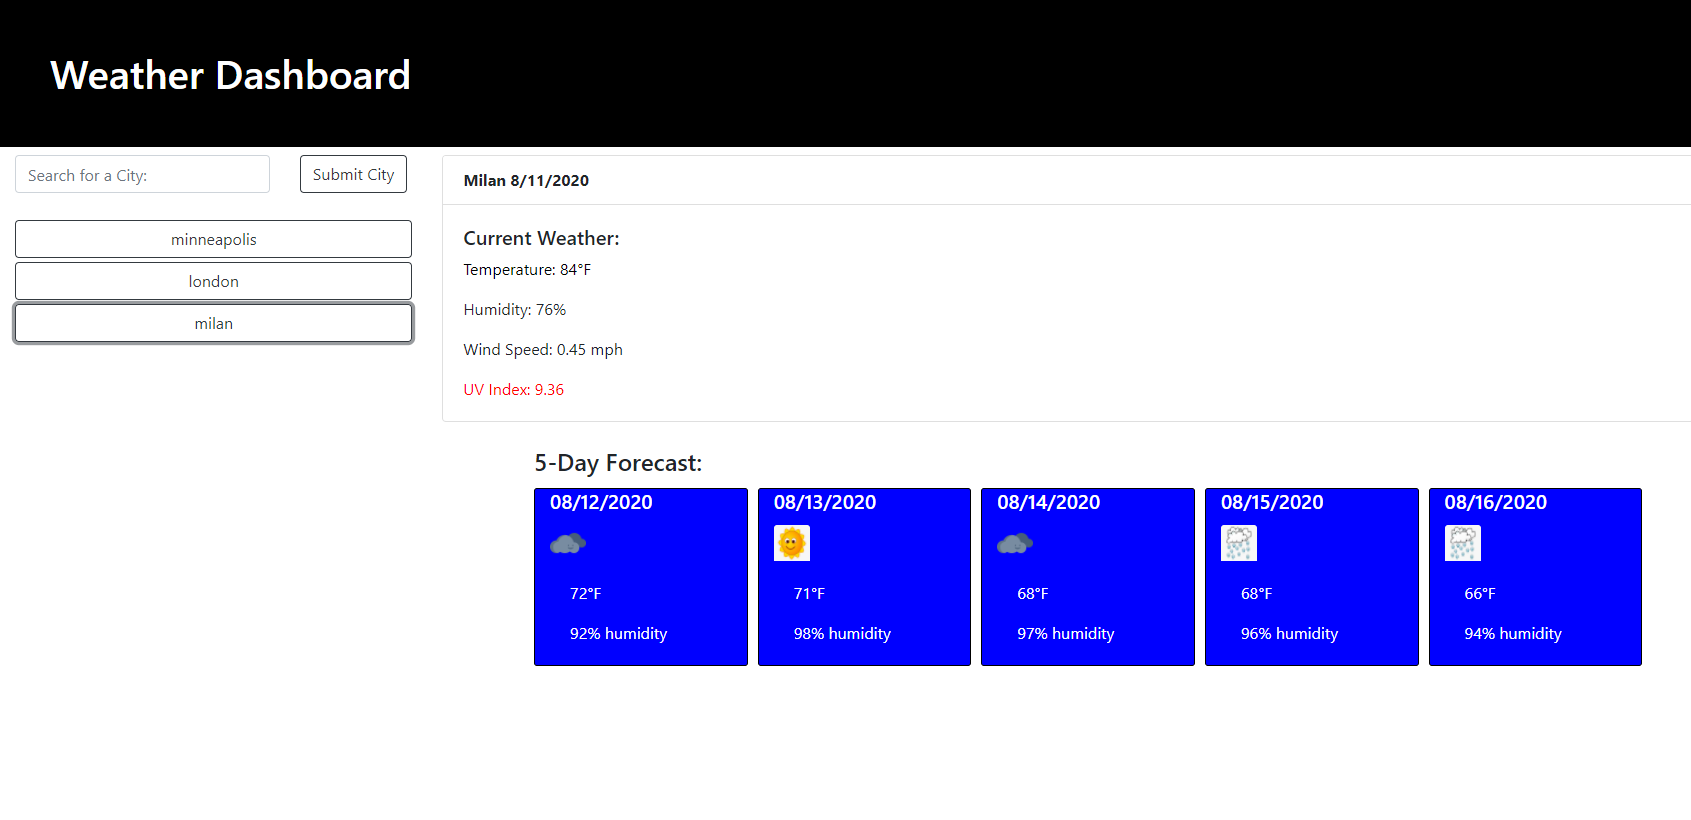 Weather Dashboard
Search for a City:
Submit City
minneapolis
london
milan
Milan 8/11/2020
Current Weather:
Temperature: 84°F
Humidity: 76%
Wind Speed: 0.45 mph
UV Index: 9.36
5-Day Forecast:
08/12/2020
72°F
92% humidity
08/13/2020
71°F
98% humidity
08/14/2020
68°F
97% humidity
08/15/2020
68°F
96% humidity
08/16/2020
66°F
94% humidity